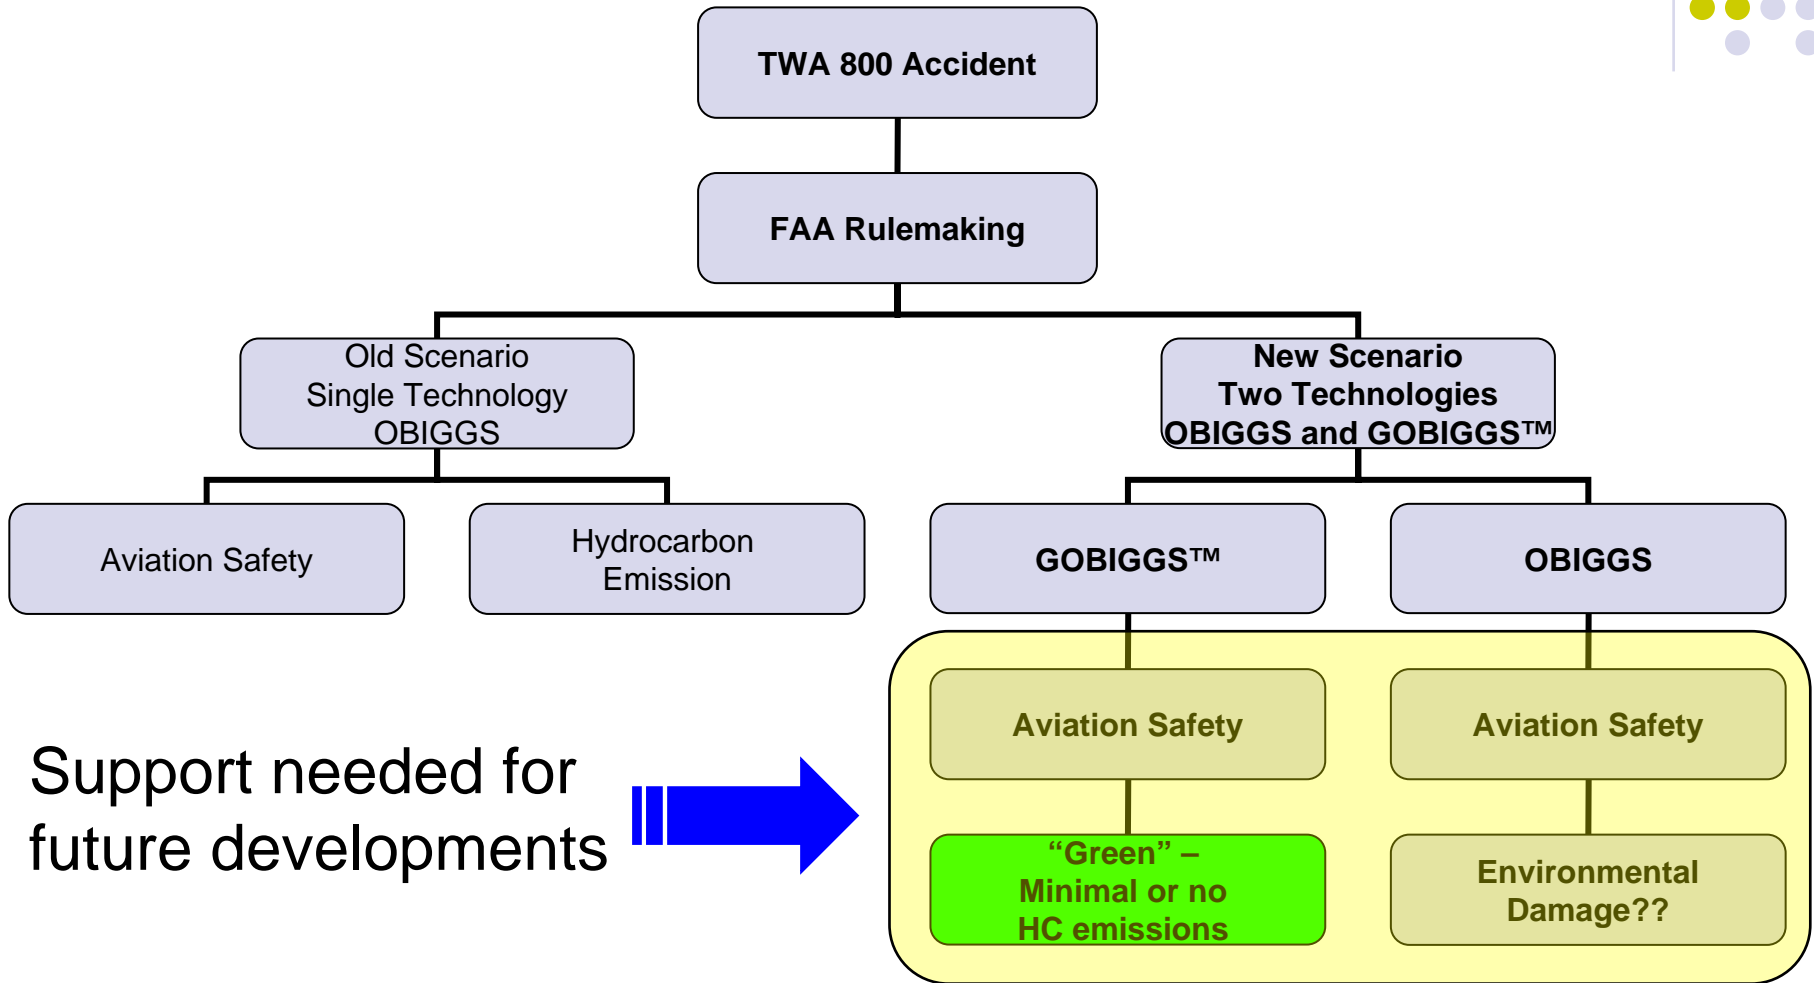 TWA 800 Accident
FAA Rulemaking
Old Scenario
Single Technology
OBIGGS
New Scenario
Two Technologies
OBIGGS and GOBIGGS™
Aviation Safety
Hydrocarbon
Emission
GOBIGGS™
OBIGGS
Aviation Safety
Aviation Safety
Support needed for
future developments
“Green” –
Minimal or no
HC emissions
Environmental
Damage??